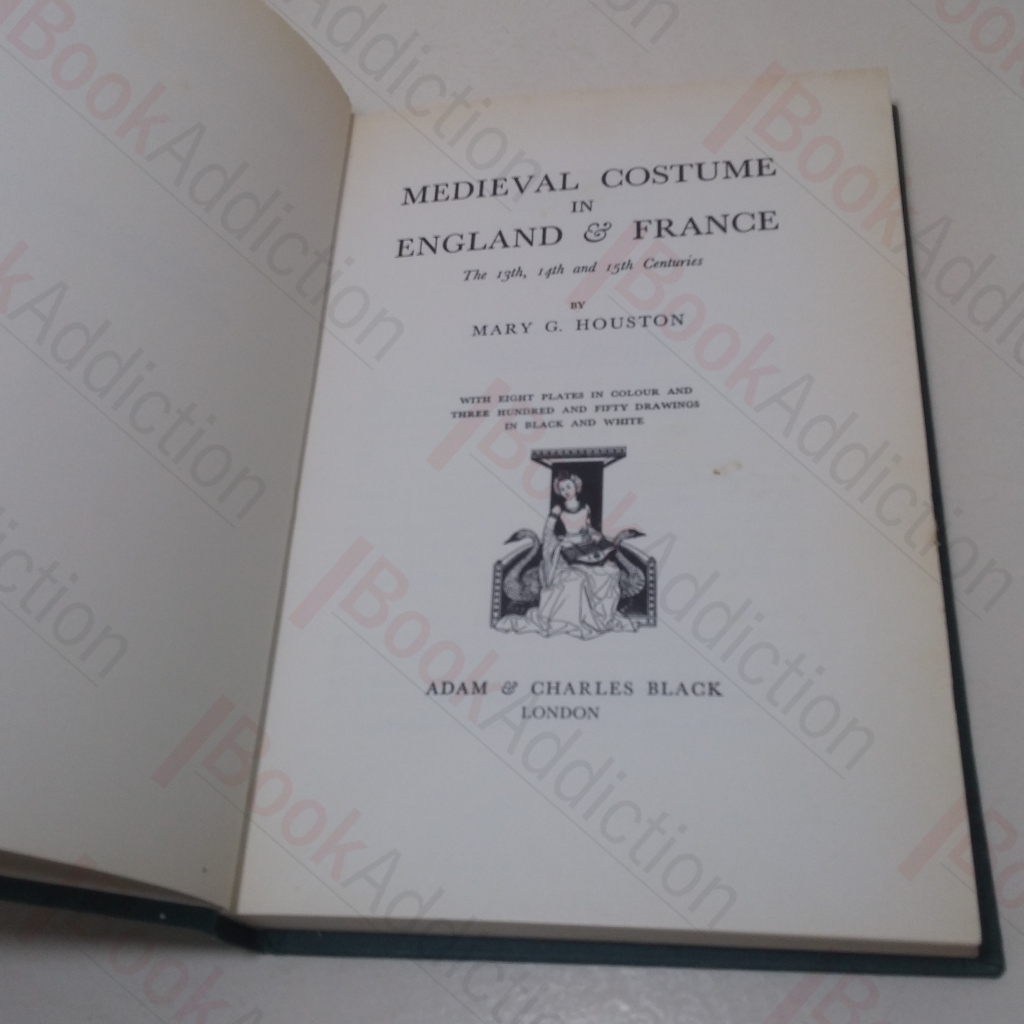 MEDIEVAL COSTUME
IN
ENGLAND & FRANCE
The 13th, 14th and 15th Centuries
BY
MARY G. HOUSTON
WITH EIGHT PLATES IN COLOUR AND
THREE HUNDRED AND FIFTY DRAWINGS
IN BLACK AND WHITE
ADAM & CHARLES BLACK
LONDON
BookAddiction